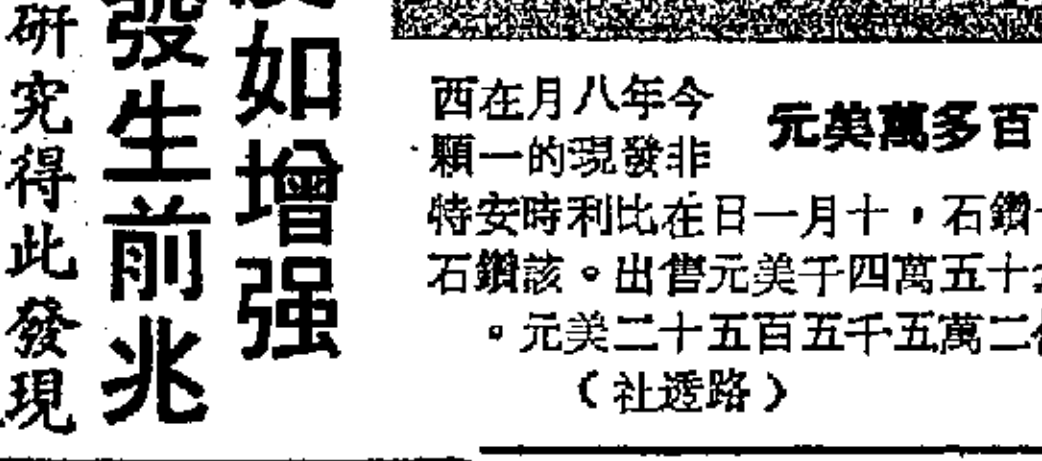 百多萬美元
今年八月在西
非發現的一顆
鑽石，十月一日在比利時安特
十五萬四千美元售出。該鑽石
二萬五千五百五十二美元。
（路透社）
如增强
發生前兆
研究得此發現